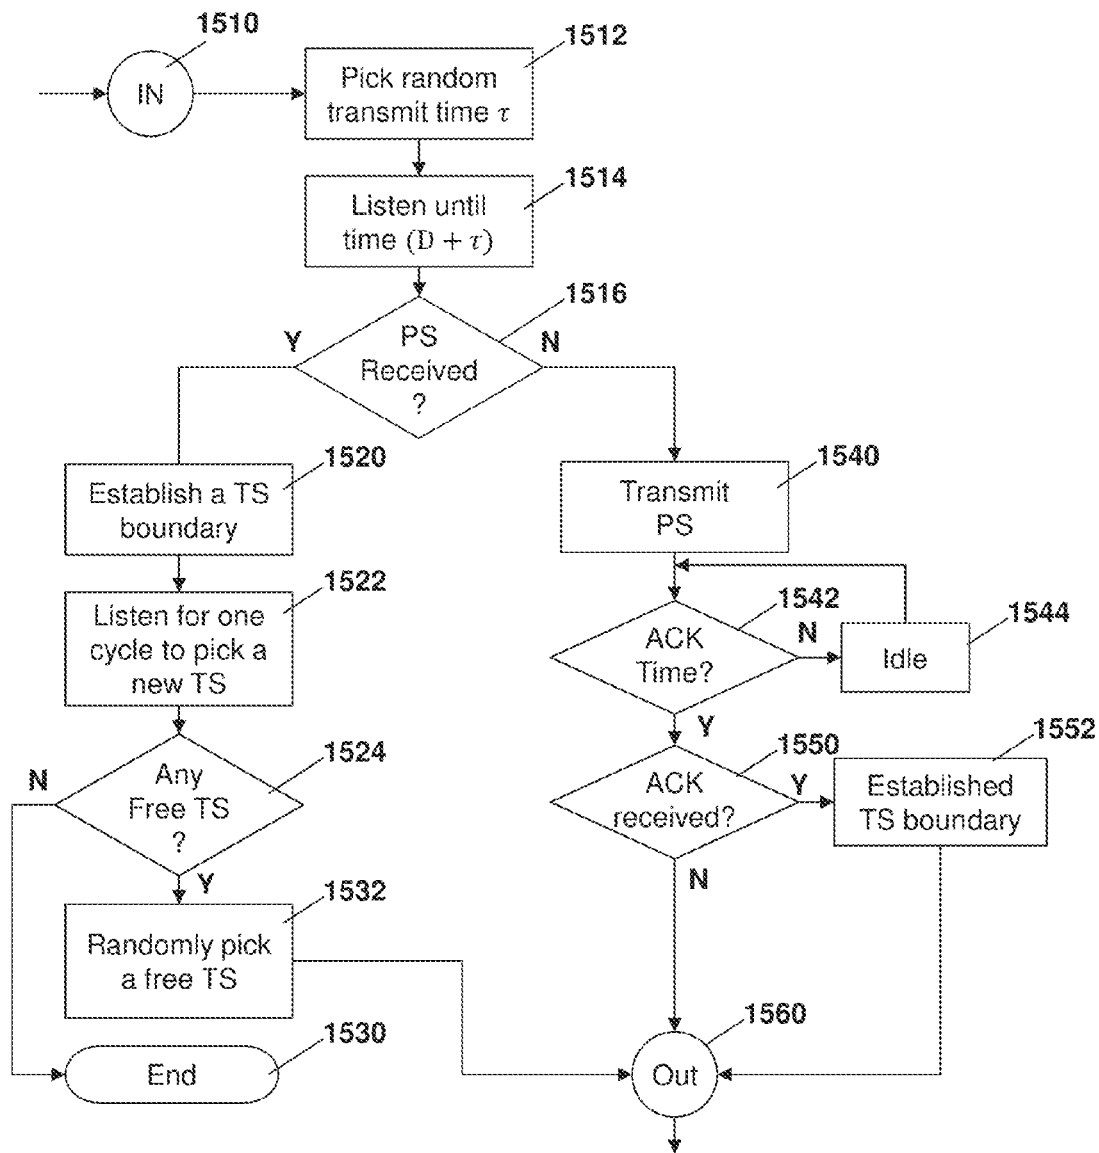 1510
IN
1512
Pick random
transmit time τ
1514
Listen until
time (D + τ)
1516
PS
Received
?
Y
N
1520
Establish a TS
boundary
1540
Transmit
PS
1522
Listen for one
cycle to pick a
new TS
1542
ACK
Time?
N
1544
Idle
Y
1524
Any
Free TS
?
N
Y
1550
ACK
received?
Y
N
1552
Established
TS boundary
1532
Randomly pick
a free TS
1530
End
1560
Out